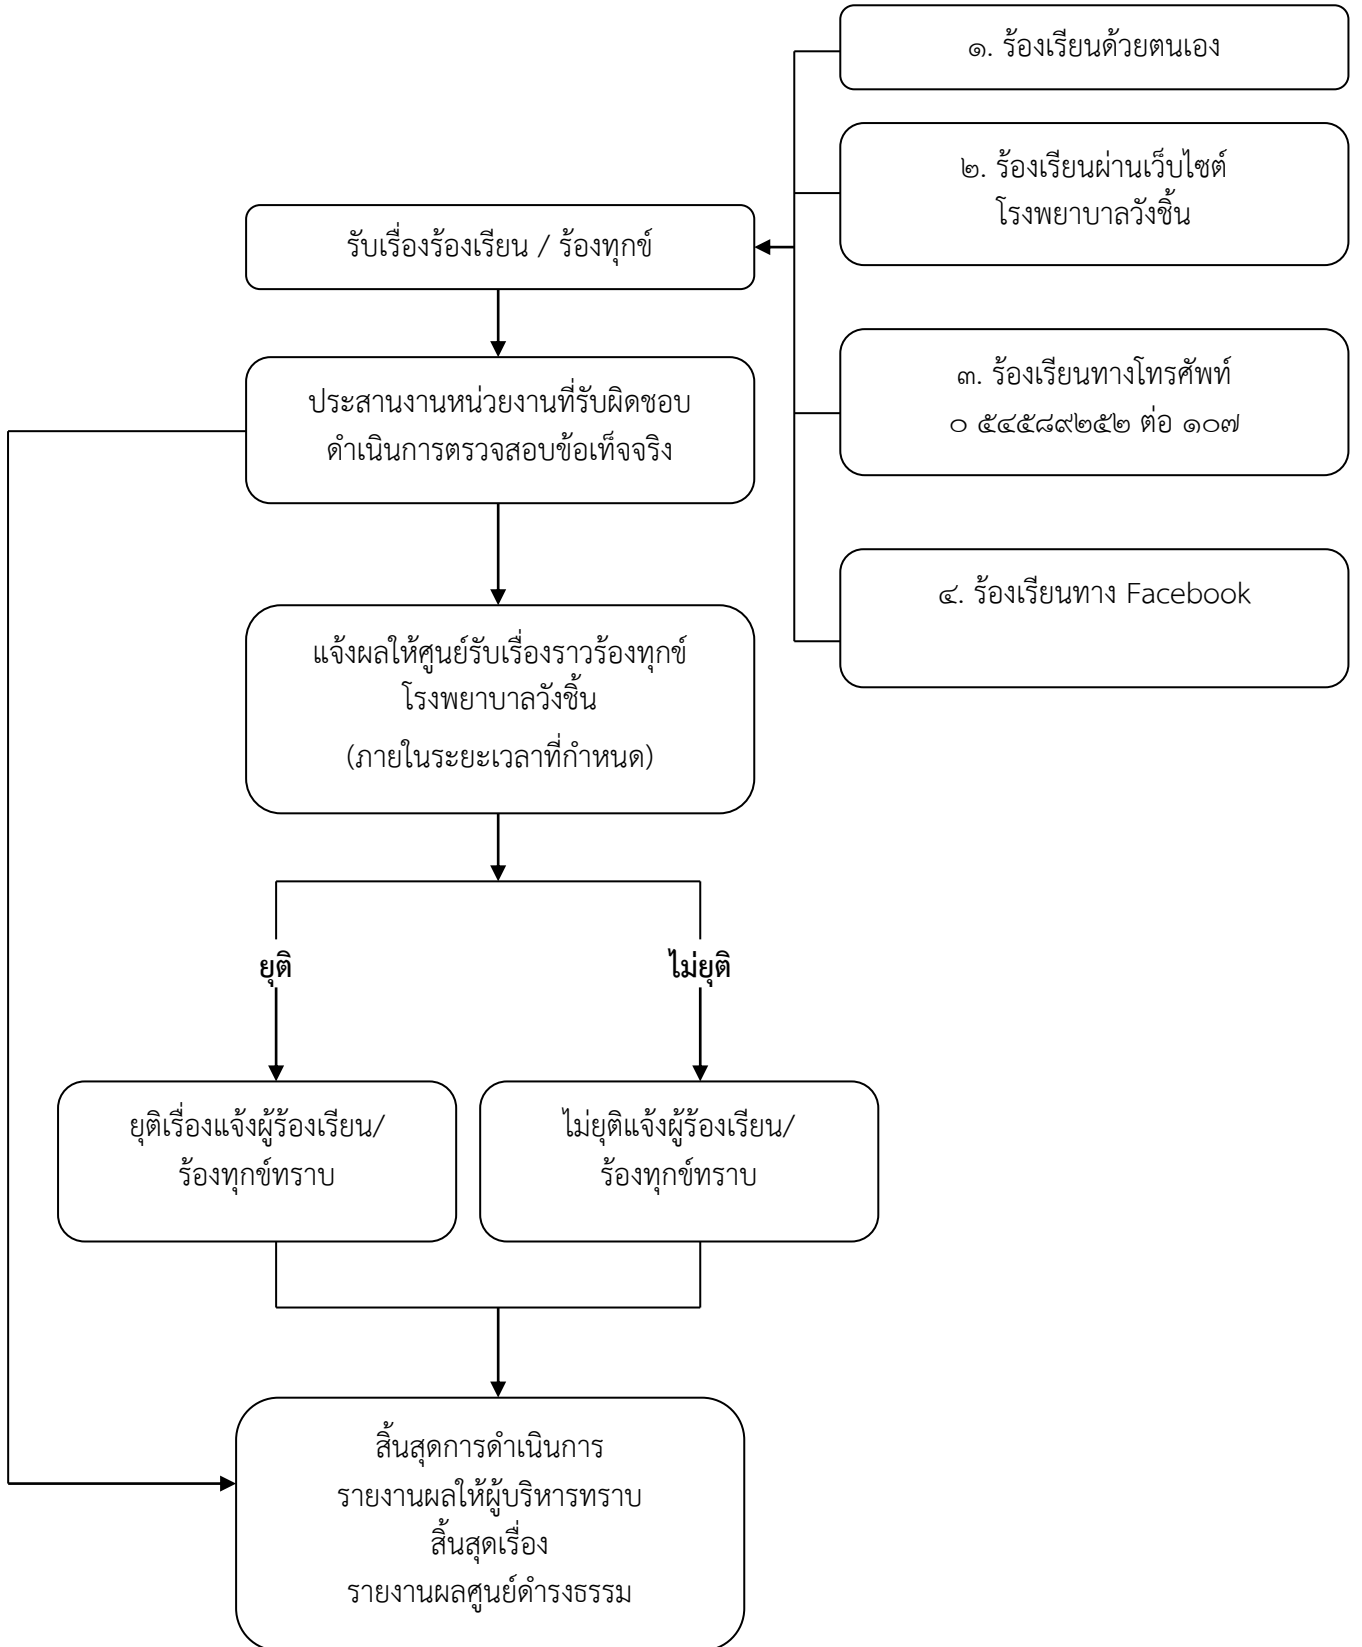 ๑. ร้องเรียนด้วยตนเอง
๒. ร้องเรียนผ่านเว็บไซต์
โรงพยาบาลวังชิ้น
รับเรื่องร้องเรียน / ร้องทุกข์
๓. ร้องเรียนทางโทรศัพท์
๐ ๕๔๕๘๙๒๕๒ ต่อ ๑๐๗
ประสานงานหน่วยงานที่รับผิดชอบ
ดำเนินการตรวจสอบข้อเท็จจริง
๔. ร้องเรียนทาง Facebook
แจ้งผลให้ศูนย์รับเรื่องราวร้องทุกข์
โรงพยาบาลวังชิ้น
(ภายในระยะเวลาที่กำหนด)
ยุติ
ไม่ยุติ
ยุติเรื่องแจ้งผู้ร้องเรียน/
ร้องทุกข์ทราบ
ไม่ยุติแจ้งผู้ร้องเรียน/
ร้องทุกข์ทราบ
สิ้นสุดการดำเนินการ
รายงานผลให้ผู้บริหารทราบ
สิ้นสุดเรื่อง
รายงานผลศูนย์ดำรงธรรม